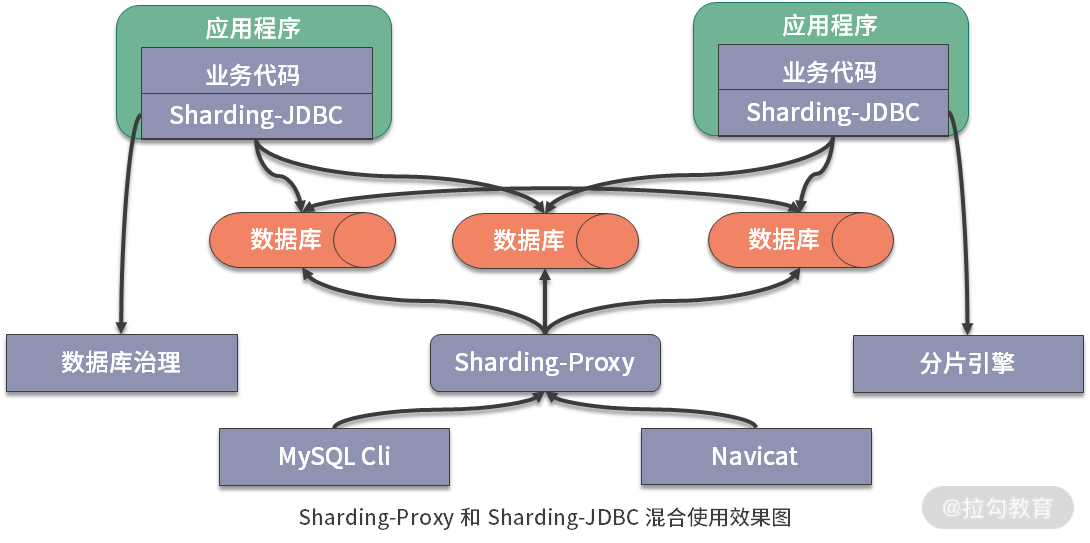 应用程序
业务代码
Sharding-JDBC
应用程序
业务代码
Sharding-JDBC
数据库
数据库
数据库
数据库治理
Sharding-Proxy
分片引擎
MySQL Cli
Navicat
Sharding-Proxy 和 Sharding-JDBC 混合使用效果图
@拉勾教育